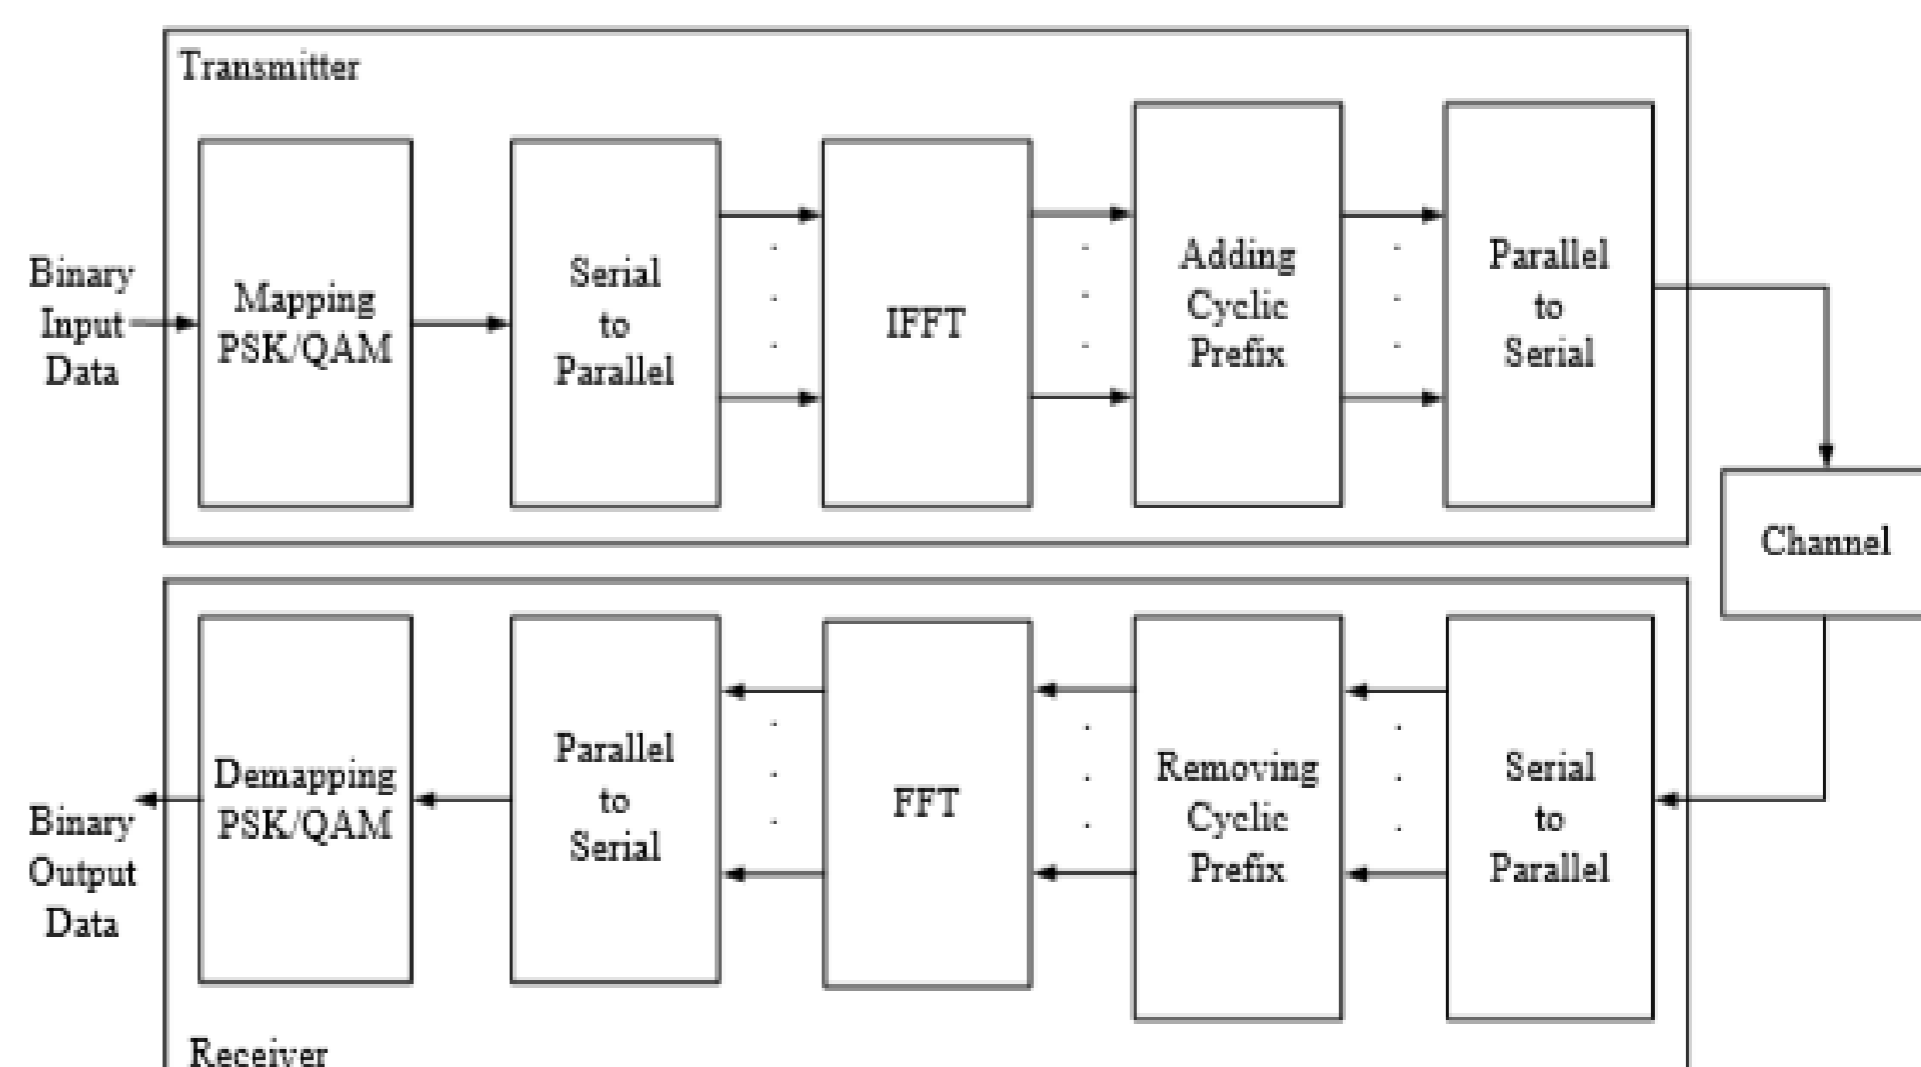 Transmitter
Binary
Input
Data
Mapping
PSK/QAM
Serial
to
Parallel
IFFT
Adding
Cyclic
Prefix
Parallel
to
Serial
Channel
Serial
to
Parallel
Removing
Cyclic
Prefix
FFT
Parallel
to
Serial
Demapping
PSK/QAM
Binary
Output
Data
Receiver